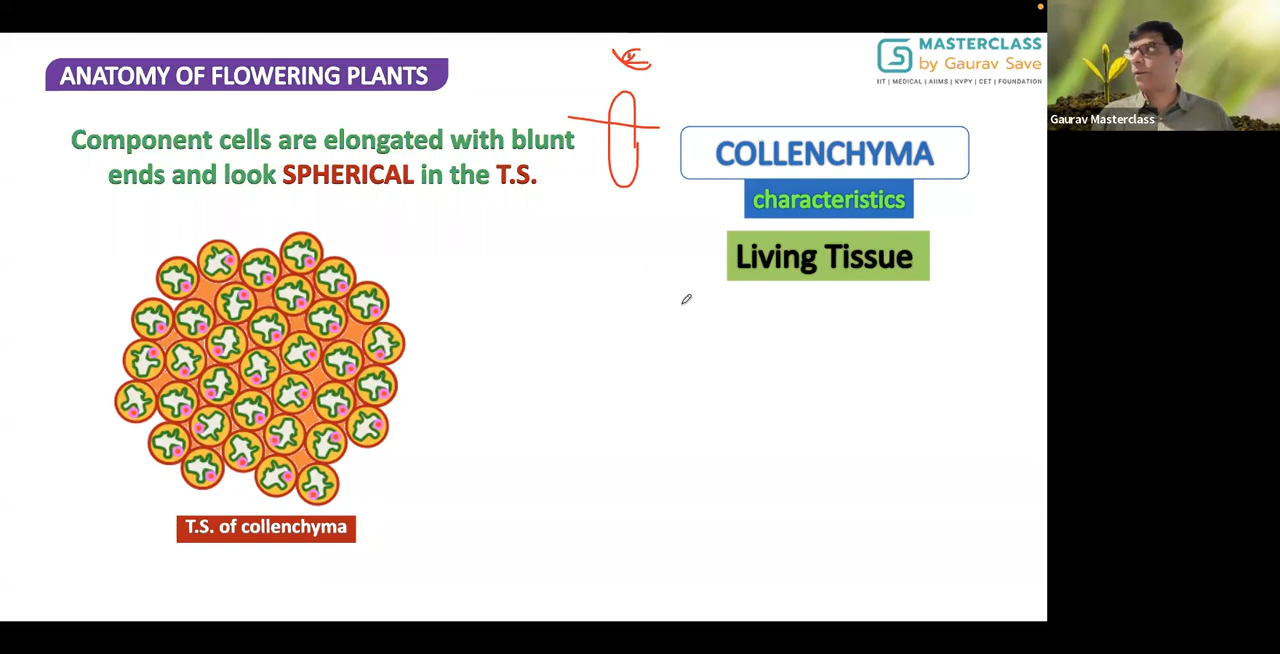 ANATOMY OF FLOWERING PLANTS
MASTERCLASS
by Gaurav Save
IIT | MEDICAL | AIIMS | KVPY | CET | FOUNDATION
Gaurav Masterclass
Component cells are elongated with blunt
ends and look SPHERICAL in the T.S.
COLLENCHYMA
characteristics
Living Tissue
T.S. of collenchyma